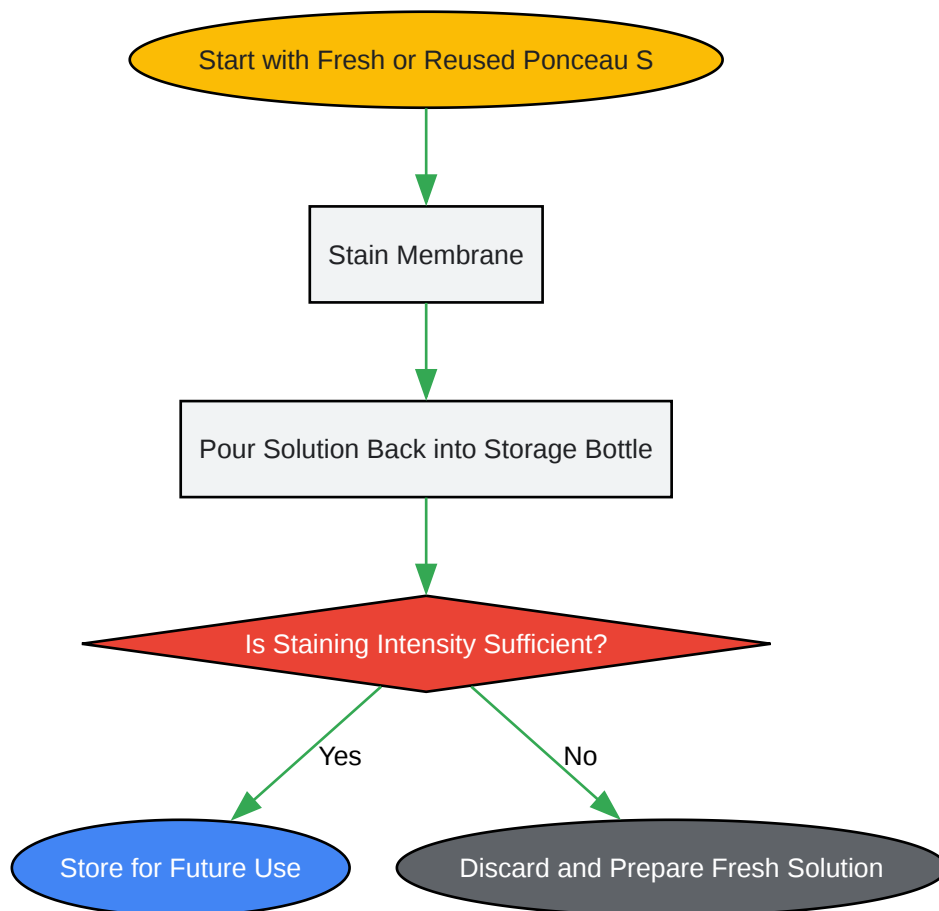 Start with Fresh or Reused Ponceau S
Stain Membrane
Pour Solution Back into Storage Bottle
Is Staining Intensity Sufficient?
Yes
No
Store for Future Use
Discard and Prepare Fresh Solution